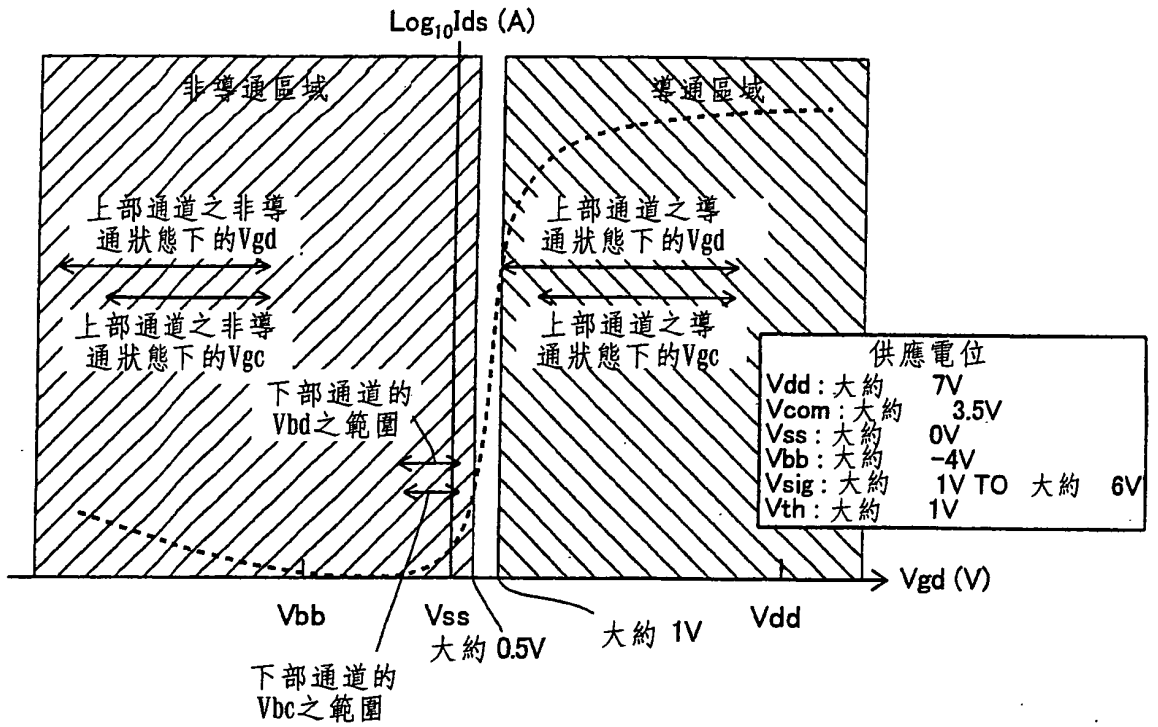 Log₁₀Ids (A)
非導通區域
導通區域
上部通道之非導
通狀態下的Vgd
上部通道之非導
通狀態下的Vgc
上部通道之導
通狀態下的Vgd
上部通道之導
通狀態下的Vgc
下部通道的
Vbd之範圍
供應電位
Vdd : 大約 7V
Vcom : 大約 3.5V
Vss : 大約 0V
Vbb : 大約 -4V
Vsig : 大約 1V TO 大約 6V
Vth : 大約 1V
Vgd (V)
Vbb
Vss
大約 0.5V
大約 1V
Vdd
下部通道的
Vbc之範圍